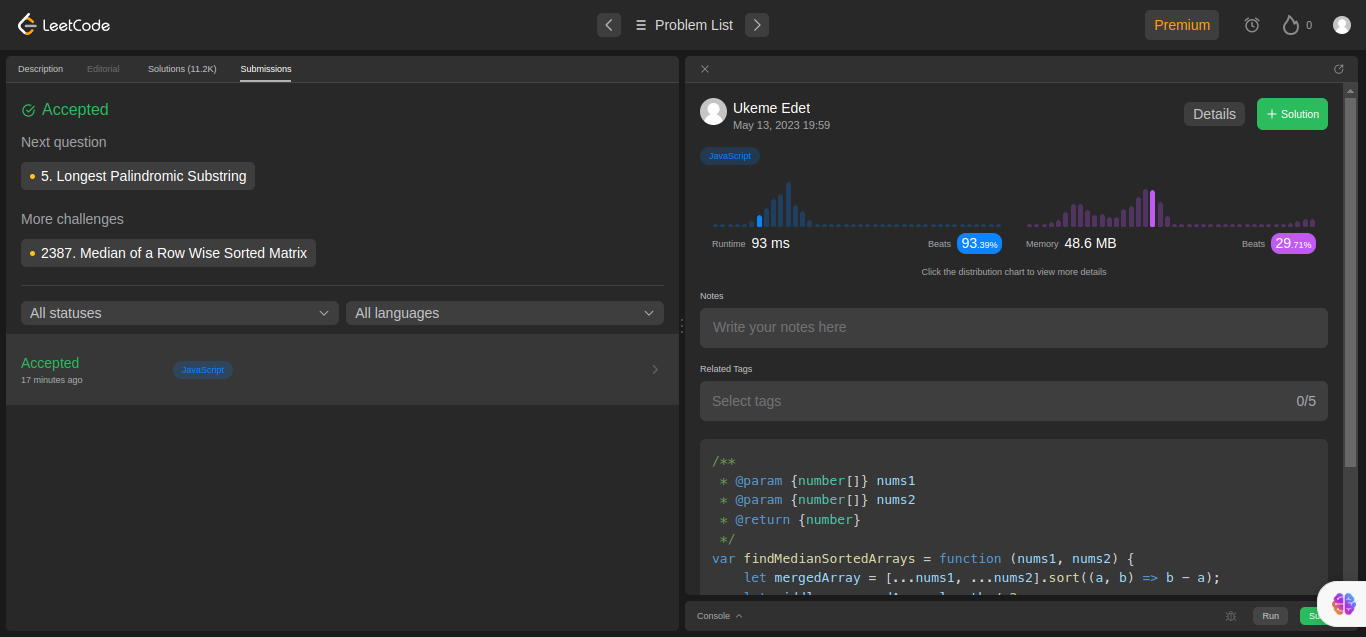 LeetCode
Problem List
Premium
0
Description
Editorial
Solutions (11.2K)
Submissions
Accepted
Next question
5. Longest Palindromic Substring
More challenges
2387. Median of a Row Wise Sorted Matrix
All statuses
All languages
Accepted
JavaScript
17 minutes ago
Ukeme Edet
May 13, 2023 19:59
Details
+ Solution
JavaScript
Runtime 93 ms
Beats 93.39%
Memory 48.6 MB
Beats 29.71%
Click the distribution chart to view more details
Notes
Write your notes here
Related Tags
Select tags
0/5
/**
 * @param {number[]} nums1
 * @param {number[]} nums2
 * @return {number}
 */
var findMedianSortedArrays = function (nums1, nums2) {
    let mergedArray = [...nums1, ...nums2].sort((a, b) => b - a);
Console
Run